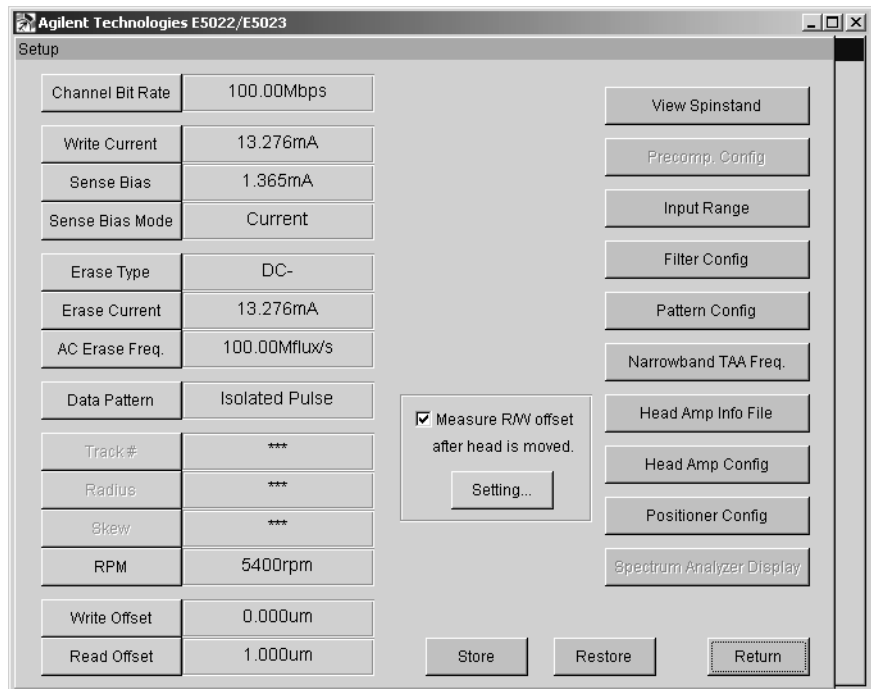 Agilent Technologies E5022/E5023
Setup
Channel Bit Rate 100.00Mbps
Write Current 13.276mA
Sense Bias 1.365mA
Sense Bias Mode Current
Erase Type DC-
Erase Current 13.276mA
AC Erase Freq. 100.00Mflux/s
Data Pattern Isolated Pulse
Track # ***
Radius ***
Skew ***
RPM 5400rpm
Write Offset 0.000um
Read Offset 1.000um
Measure R/W offset
after head is moved.
Setting...
View Spinstand
Precomp. Config
Input Range
Filter Config
Pattern Config
Narrowband TAA Freq.
Head Amp Info File
Head Amp Config
Positioner Config
Spectrum Analyzer Display
Store Restore Return